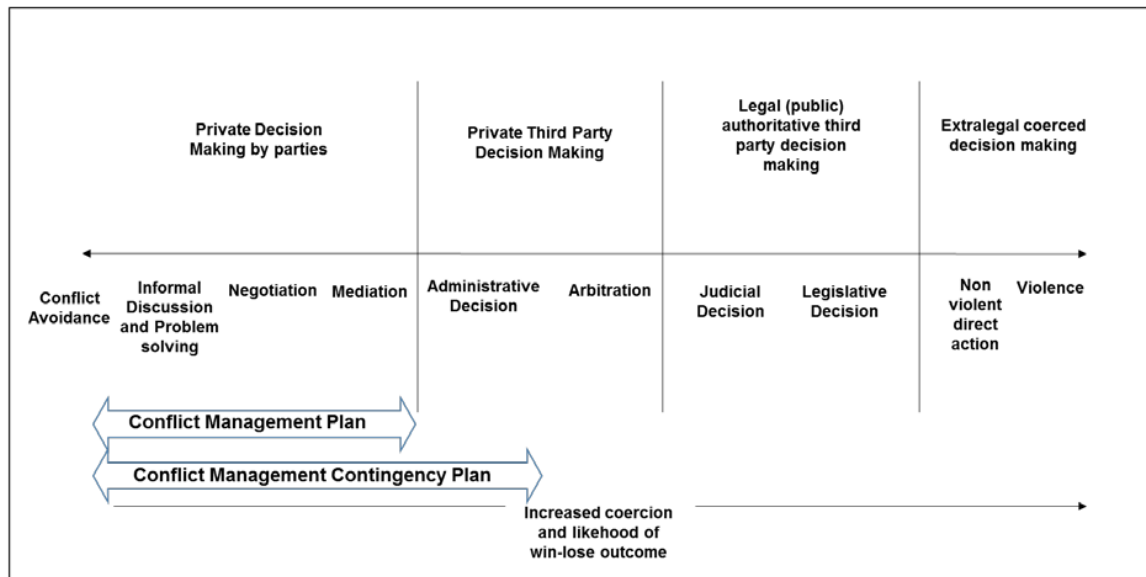 Private Decision
Making by parties
Private Third Party
Decision Making
Legal (public)
authoritative third
party decision
making
Extralegal coerced
decision making
Conflict
Avoidance
Informal
Discussion
and Problem
solving
Negotiation
Mediation
Administrative
Decision
Arbitration
Judicial
Decision
Legislative
Decision
Non
violent
direct
action
Violence
Conflict Management Plan
Conflict Management Contingency Plan
Increased coercion
and likehood of
win-lose outcome